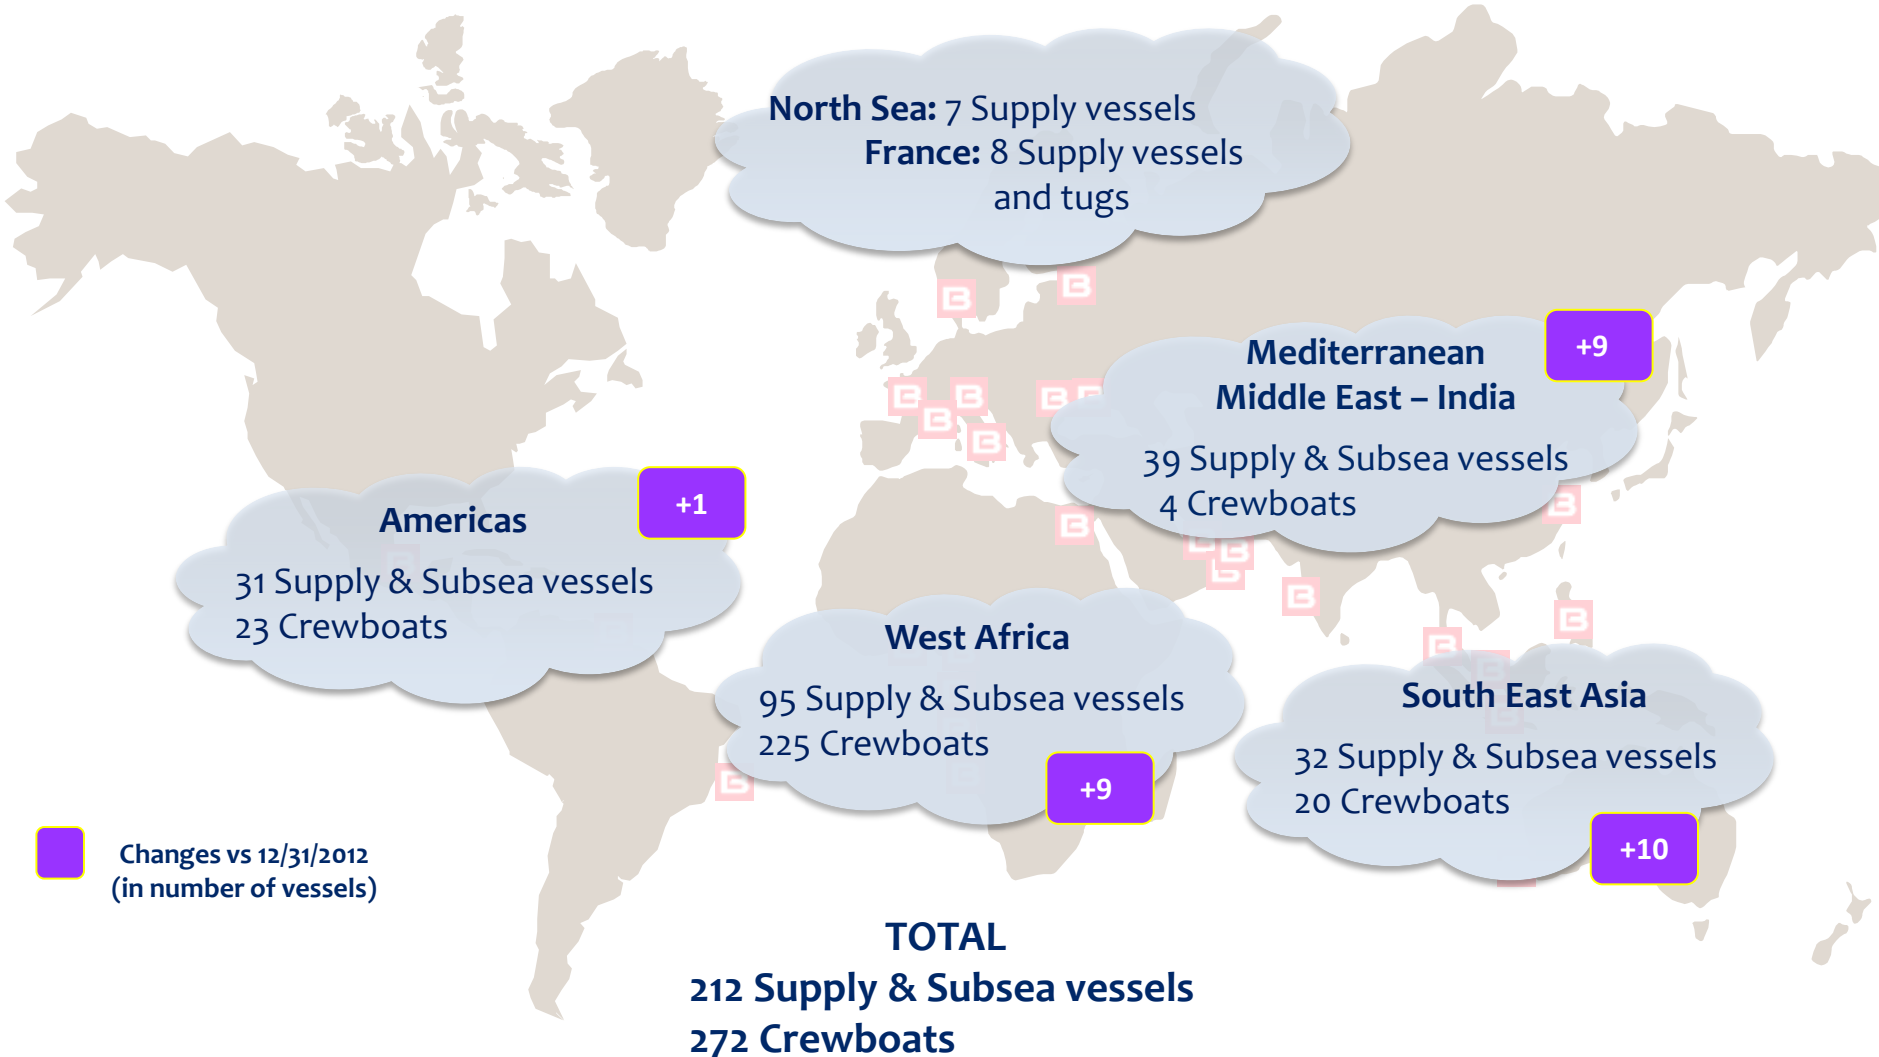 North Sea: 7 Supply vessels
France: 8 Supply vessels
and tugs
Mediterranean
Middle East – India
+9
39 Supply & Subsea vessels
4 Crewboats
Americas
+1
31 Supply & Subsea vessels
23 Crewboats
West Africa
95 Supply & Subsea vessels
225 Crewboats
+9
South East Asia
32 Supply & Subsea vessels
20 Crewboats
+10
Changes vs 12/31/2012
(in number of vessels)
TOTAL
212 Supply & Subsea vessels
272 Crewboats